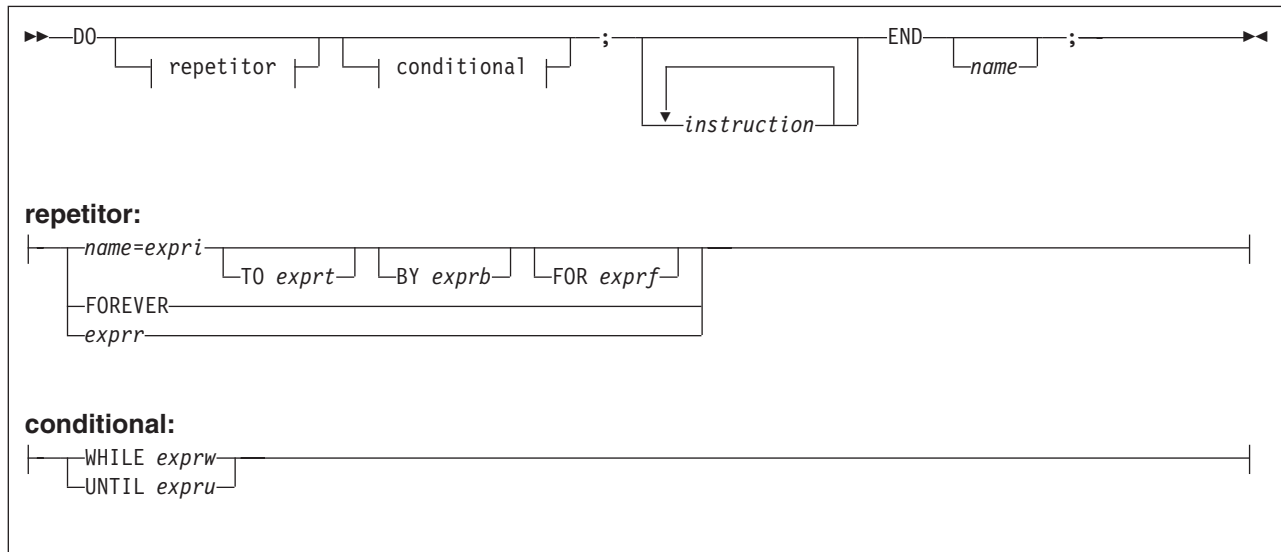 DO ; END ;
repetitor conditional name
instruction
repetitor:
name=expri
TO exprt BY exprb FOR exprf
FOREVER
exprr
conditional:
WHILE exprw
UNTIL expru